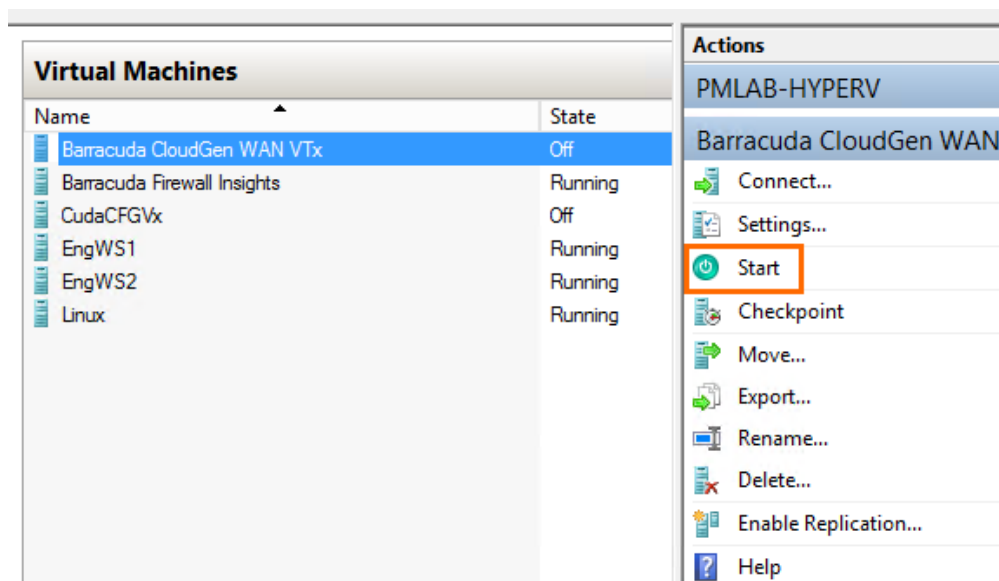 Virtual Machines
Name State
Barracuda CloudGen WAN VTx Off
Barracuda Firewall Insights Running
CudaCFGVx Off
EngWS1 Running
EngWS2 Running
Linux Running
Actions
PMLAB-HYPERV
Barracuda CloudGen WAN
Connect...
Settings...
Start
Checkpoint
Move...
Export...
Rename...
Delete...
Enable Replication...
Help